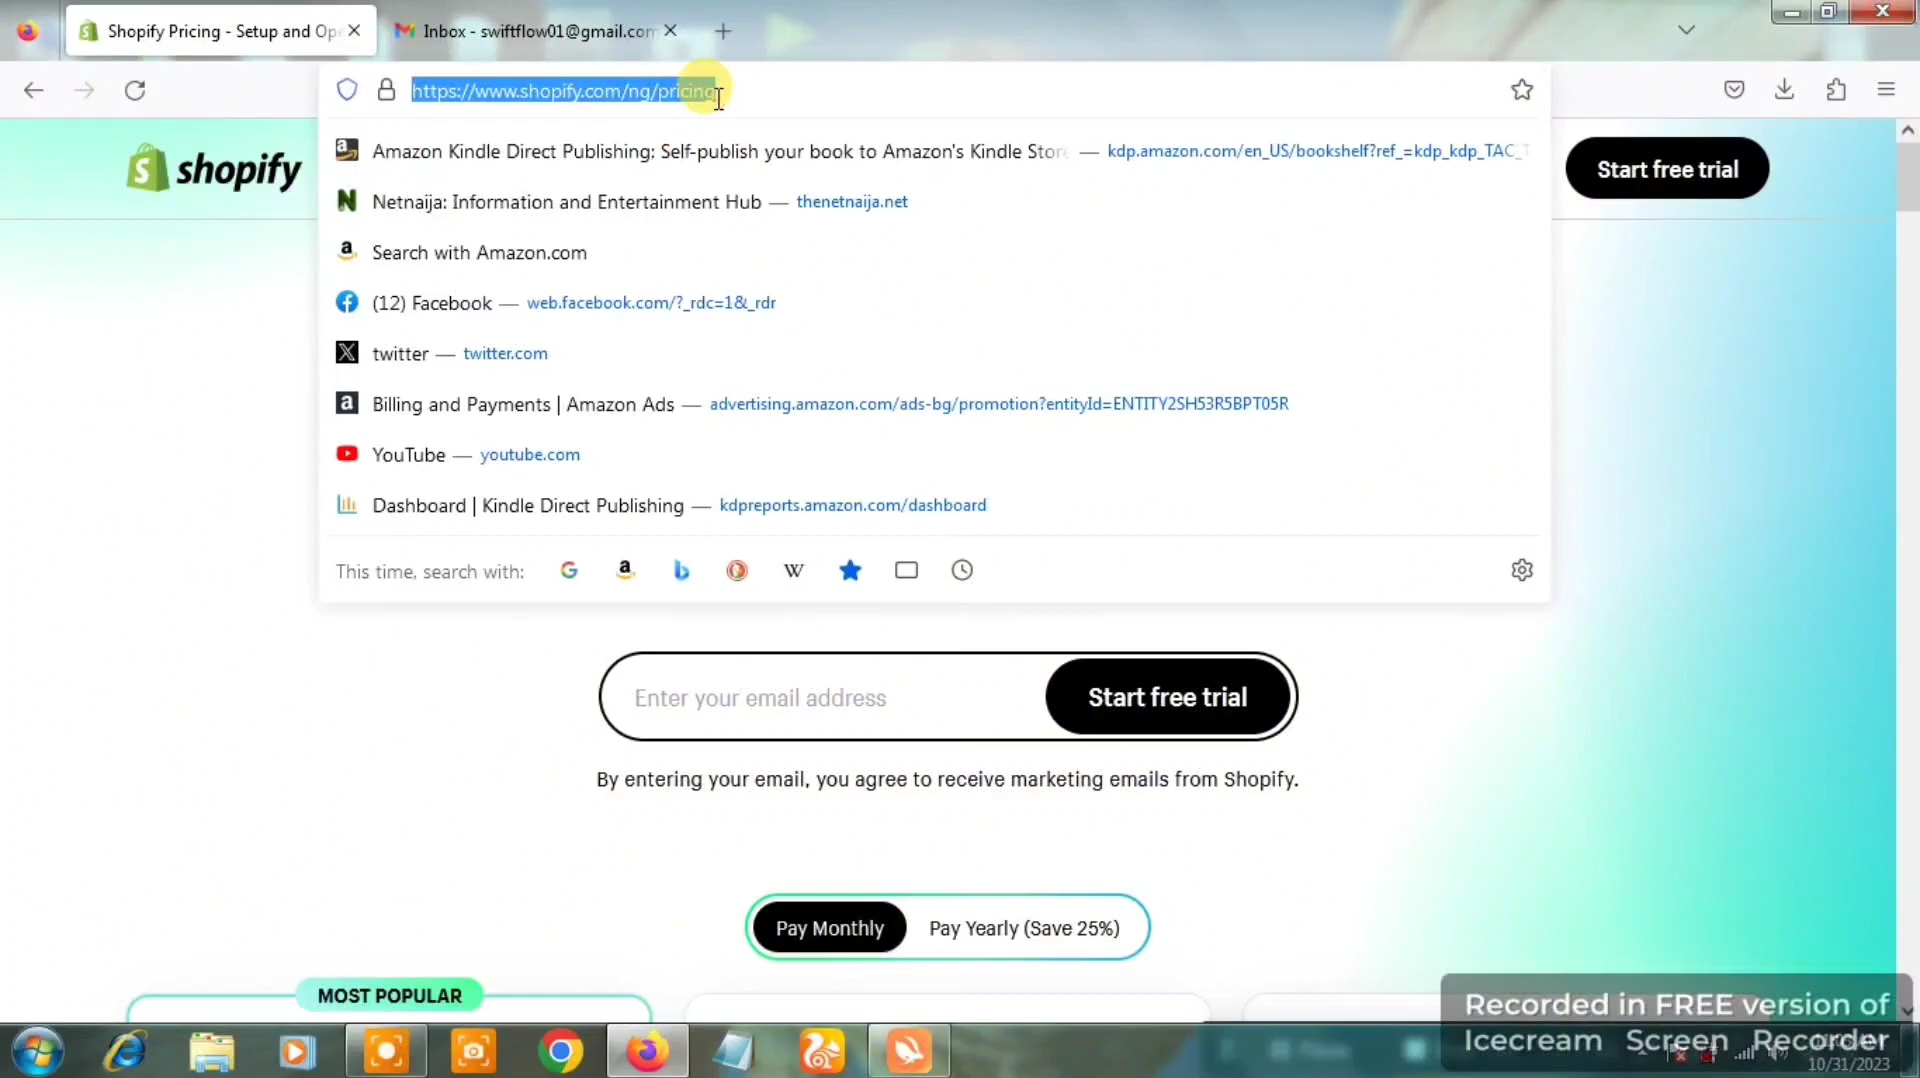 Shopify Pricing - Setup and Ope
Inbox - swiftflow01@gmail.com
https://www.shopify.com/ng/pricing
shopify
Start free trial
Amazon Kindle Direct Publishing: Self-publish your book to Amazon's Kindle Store — kdp.amazon.com/en_US/bookshelf?ref_=kdp_kdp_TAC_T
Netnaija: Information and Entertainment Hub — thenetnaija.net
Search with Amazon.com
(12) Facebook — web.facebook.com/?_rdc=1&_rdr
twitter — twitter.com
Billing and Payments | Amazon Ads — advertising.amazon.com/ads-bg/promotion?entityId=ENTITY2SH53R5BPT05R
YouTube — youtube.com
Dashboard | Kindle Direct Publishing — kdpreports.amazon.com/dashboard
This time, search with:
Enter your email address
Start free trial
By entering your email, you agree to receive marketing emails from Shopify.
Pay Monthly
Pay Yearly (Save 25%)
MOST POPULAR
Recorded in FREE version of
Icecream Screen Recorder
10/31/2023